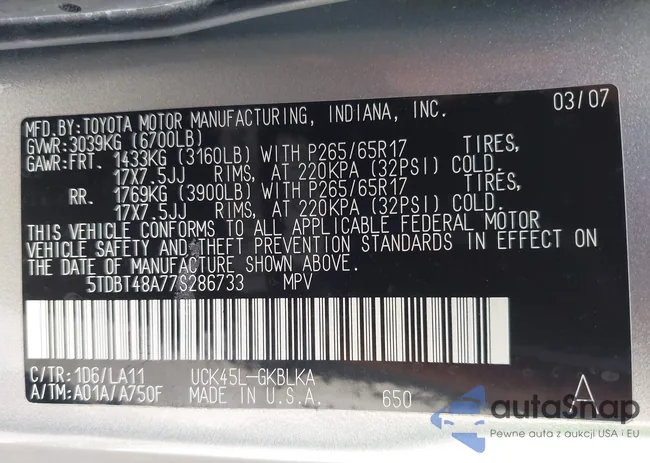 MFD.BY:TOYOTA MOTOR MANUFACTURING, INDIANA, INC. 03/07
GVWR:3039KG (6700LB)
GAWR:FRT. 1433KG (3160LB) WITH P265/65R17 TIRES,
17X7.5JJ RIMS, AT 220KPA (32PSI) COLD.
RR. 1769KG (3900LB) WITH P265/65R17 TIRES,
17X7.5JJ RIMS, AT 220KPA (32PSI) COLD.
THIS VEHICLE CONFORMS TO ALL APPLICABLE FEDERAL MOTOR
VEHICLE SAFETY AND THEFT PREVENTION STANDARDS IN EFFECT ON
THE DATE OF MANUFACTURE SHOWN ABOVE.
5TDBT48A77S286733 MPV
C/TR:1D6/LA11 UCK45L-GKBLKA
A/TM:A01A/A750F MADE IN U.S.A. 650 A
autaSnap
Pewne auta z aukcji USA i EU